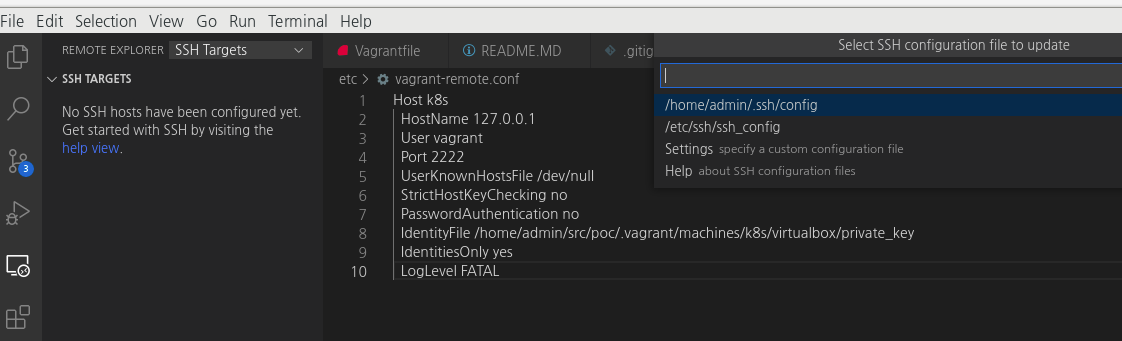 File Edit Selection View Go Run Terminal Help
REMOTE EXPLORER SSH Targets
SSH TARGETS
No SSH hosts have been configured yet.
Get started with SSH by visiting the
help view.
3
Vagrantfile README.MD .gitig
etc > vagrant-remote.conf
1 Host k8s
2 HostName 127.0.0.1
3 User vagrant
4 Port 2222
5 UserKnownHostsFile /dev/null
6 StrictHostKeyChecking no
7 PasswordAuthentication no
8 IdentityFile /home/admin/src/poc/.vagrant/machines/k8s/virtualbox/private_key
9 IdentitiesOnly yes
10 LogLevel FATAL
Select SSH configuration file to update
/home/admin/.ssh/config
/etc/ssh/ssh_config
Settings specify a custom configuration file
Help about SSH configuration files